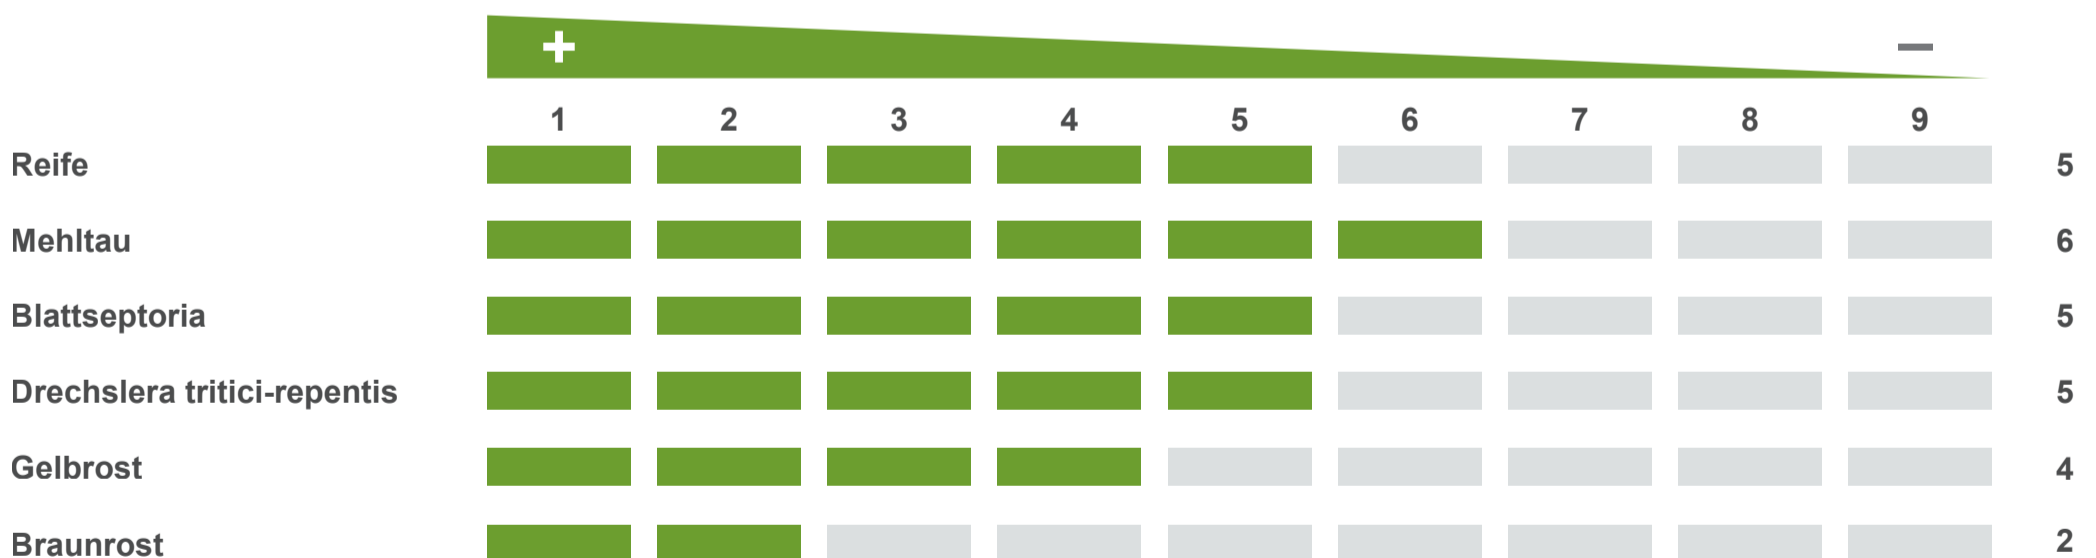 + −
1 2 3 4 5 6 7 8 9
Reife 5
Mehltau 6
Blattseptoria 5
Drechslera tritici-repentis 5
Gelbrost 4
Braunrost 2